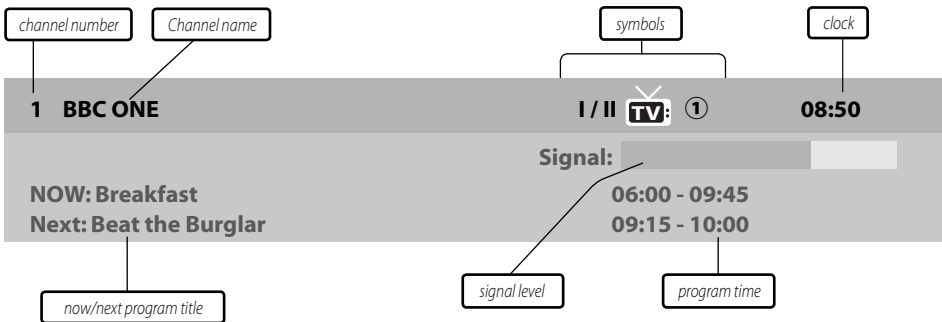 channel number Channel name symbols clock
1 BBC ONE I / II TV: ① 08:50
Signal:
NOW: Breakfast 06:00 - 09:45
Next: Beat the Burglar 09:15 - 10:00
now/next program title signal level program time